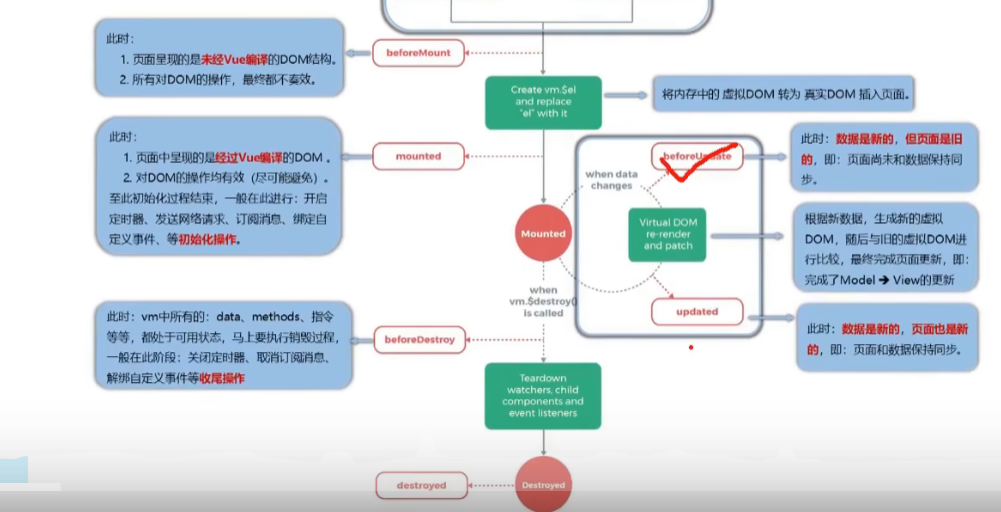 此时：
1. 页面呈现的是未经Vue编译的DOM结构。
2. 所有对DOM的操作，最终都不奏效。
beforeMount
Create vm.$el
and replace
"el" with it
将内存中的 虚拟DOM 转为 真实DOM 插入页面。
此时：
1. 页面中呈现的是经过Vue编译的DOM 。
2. 对DOM的操作均有效（尽可能避免）。
至此初始化过程结束，一般在此进行：开启
定时器、发送网络请求、订阅消息、绑定自
定义事件、等初始化操作。
mounted
Mounted
when data
changes
beforeUpdate
此时：数据是新的，但页面是旧
的，即：页面尚未和数据保持同
步。
Virtual DOM
re-render
and patch
根据新数据，生成新的虚拟
DOM，随后与旧的虚拟DOM进
行比较，最终完成页面更新，即：
完成了Model ➔ View的更新
updated
此时：数据是新的，页面也是新
的，即：页面和数据保持同步。
when
vm.$destroy()
is called
此时：vm中所有的：data、methods、指令
等等，都处于可用状态，马上要执行销毁过程，
一般在此阶段：关闭定时器、取消订阅消息、
解绑自定义事件等收尾操作
beforeDestroy
Teardown
watchers, child
components and
event listeners
destroyed
Destroyed